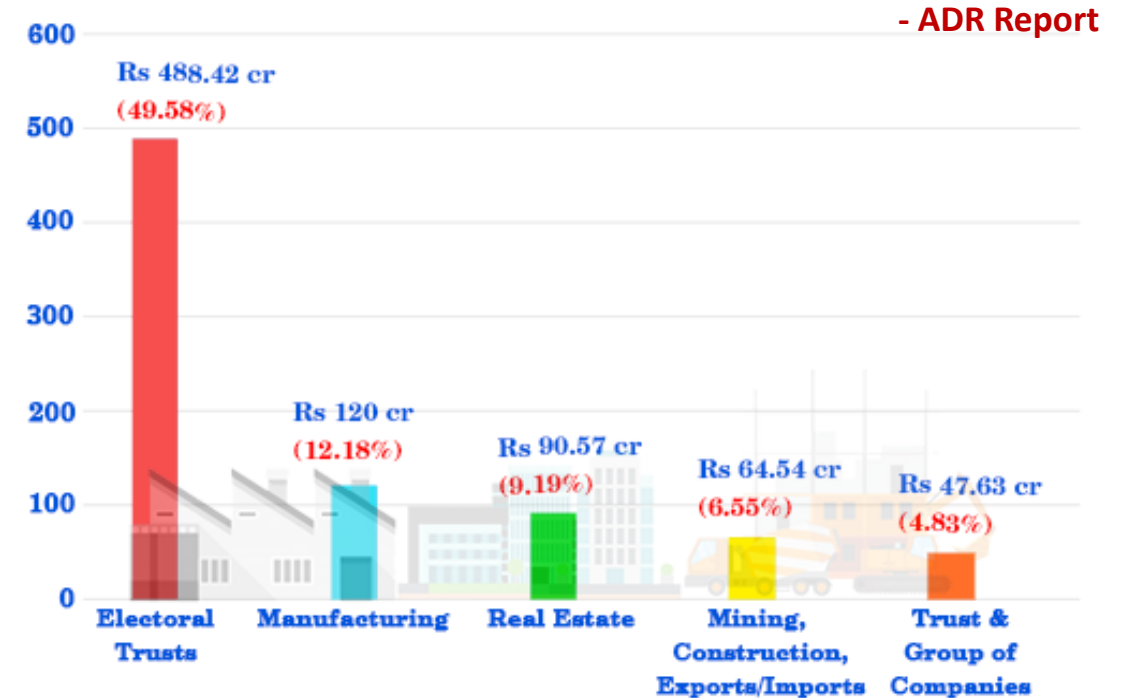 - ADR Report
600
500
400
300
200
100
0
Rs 488.42 cr
(49.58%)
Rs 120 cr
(12.18%)
Rs 90.57 cr
(9.19%)
Rs 64.54 cr
(6.55%)
Rs 47.63 cr
(4.83%)
Electoral
Trusts
Manufacturing
Real Estate
Mining,
Construction,
Exports/Imports
Trust &
Group of
Companies